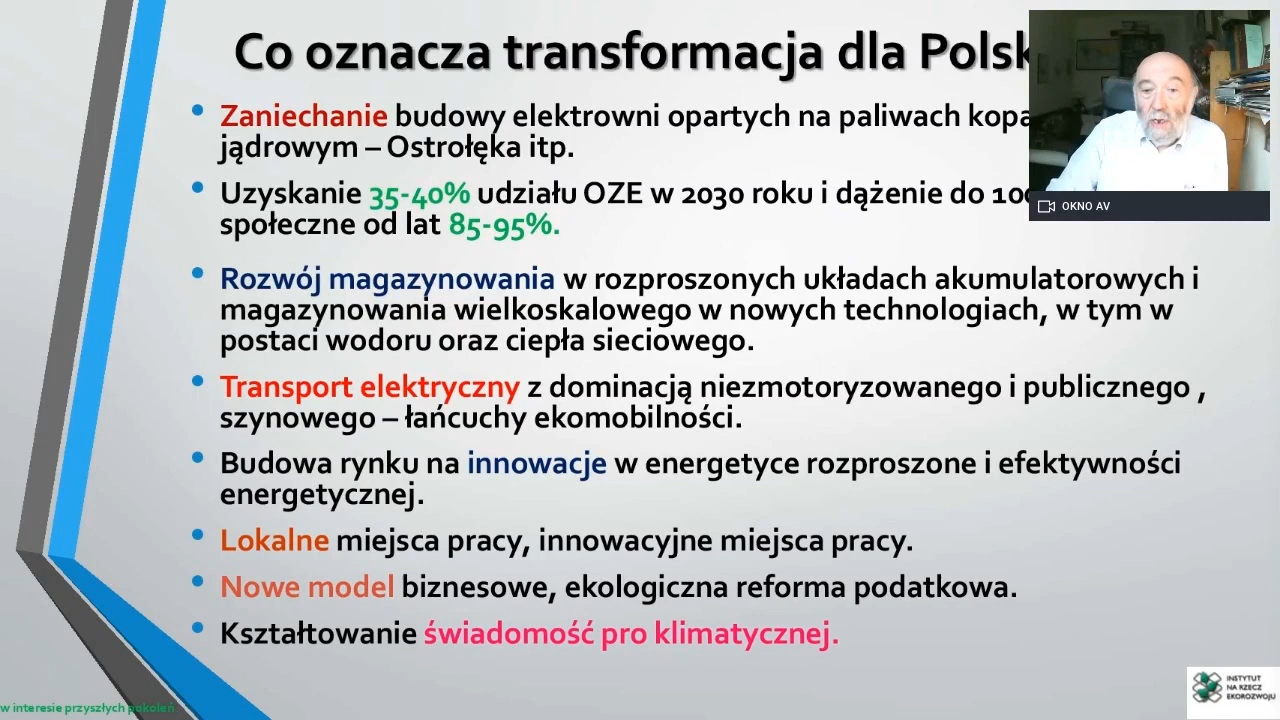 Co oznacza transformacja dla
Zaniechanie budowy elektrowni opartych na paliwach
jądrowym – Ostrołęka itp.
Uzyskanie 35-40% udziału OZE w 2030 roku i dążenie do
społeczne od lat 85-95%.
Rozwój magazynowania w rozproszonych układach akumulatorowych i
magazynowania wielkoskalowego w nowych technologiach, w tym w
postaci wodoru oraz ciepła sieciowego.
Transport elektryczny z dominacją niezmotoryzowanego i publicznego ,
szynowego – łańcuchy ekomobilności.
Budowa rynku na innowacje w energetyce rozproszone i efektywności
energetycznej.
Lokalne miejsca pracy, innowacyjne miejsca pracy.
Nowe model biznesowe, ekologiczna reforma podatkowa.
Kształtowanie świadomość pro klimatycznej.
OKNO AV
w interesie przyszłych pokoleń
INSTYTUT
NA RZECZ
EKOROZWOJU